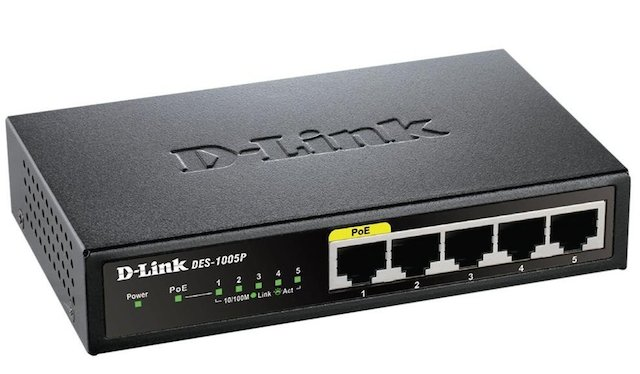 D-Link
PoE
D-Link DES-1005P
Power PoE 1 2 3 4 5
10/100M Link Act
1 2 3 4 5